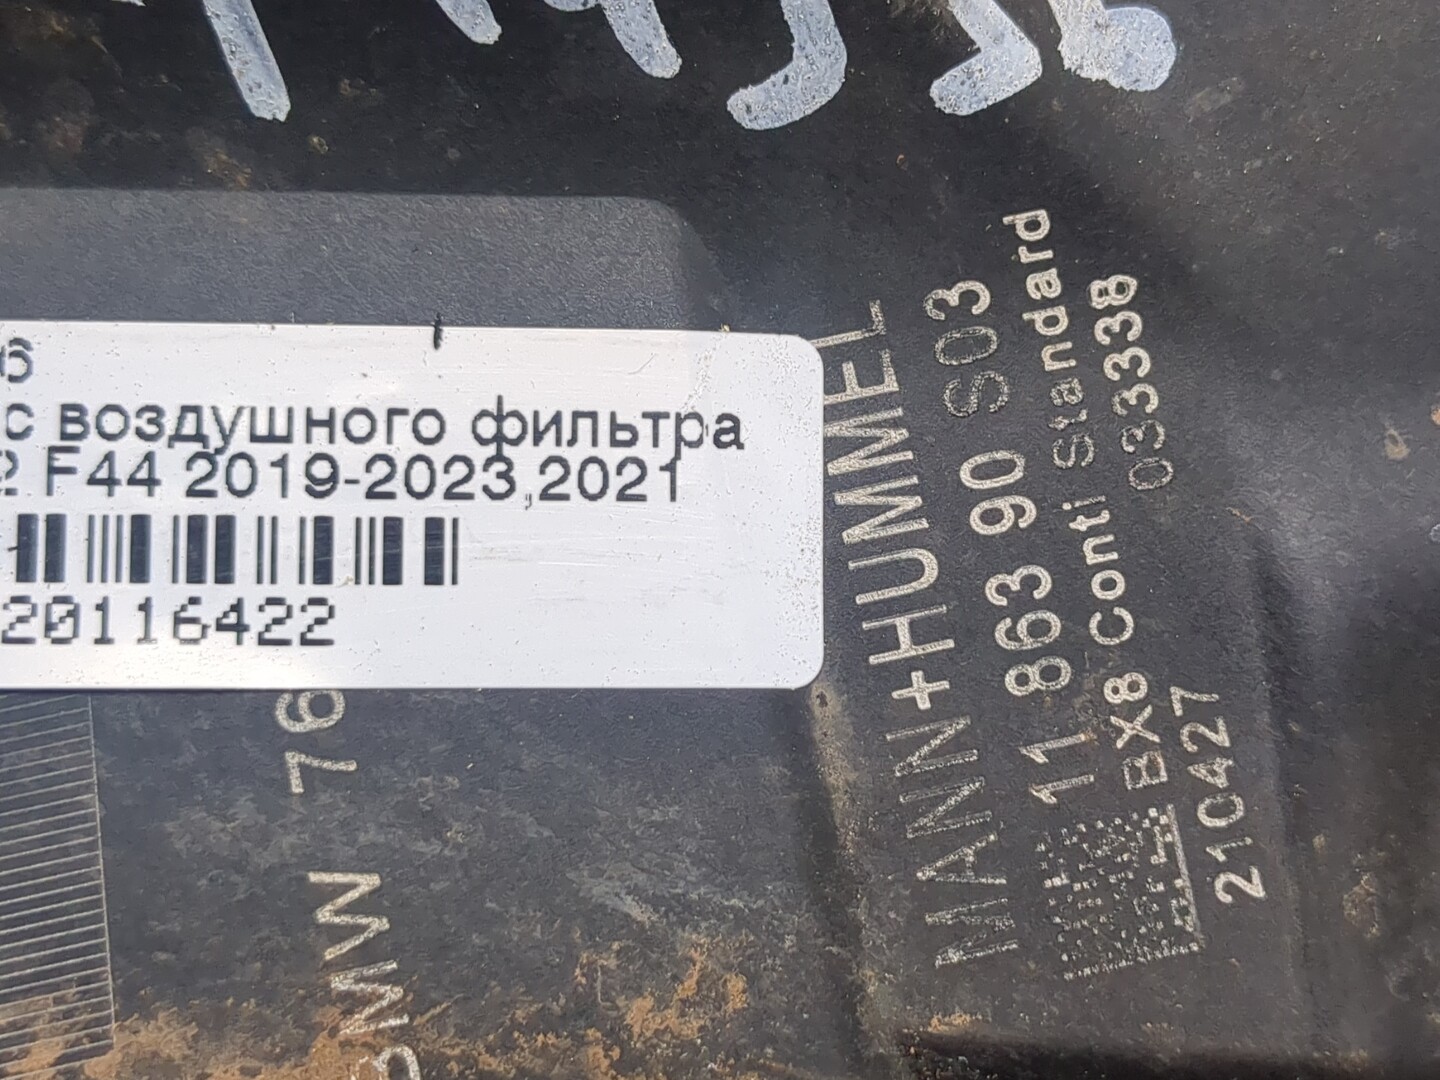 6
с воздушного фильтра
2 F44 2019-2023,2021
20116422
MANN+HUMMEL
11 863 90 S03
BX8 Conti Standard
210427 033338
BMW 76